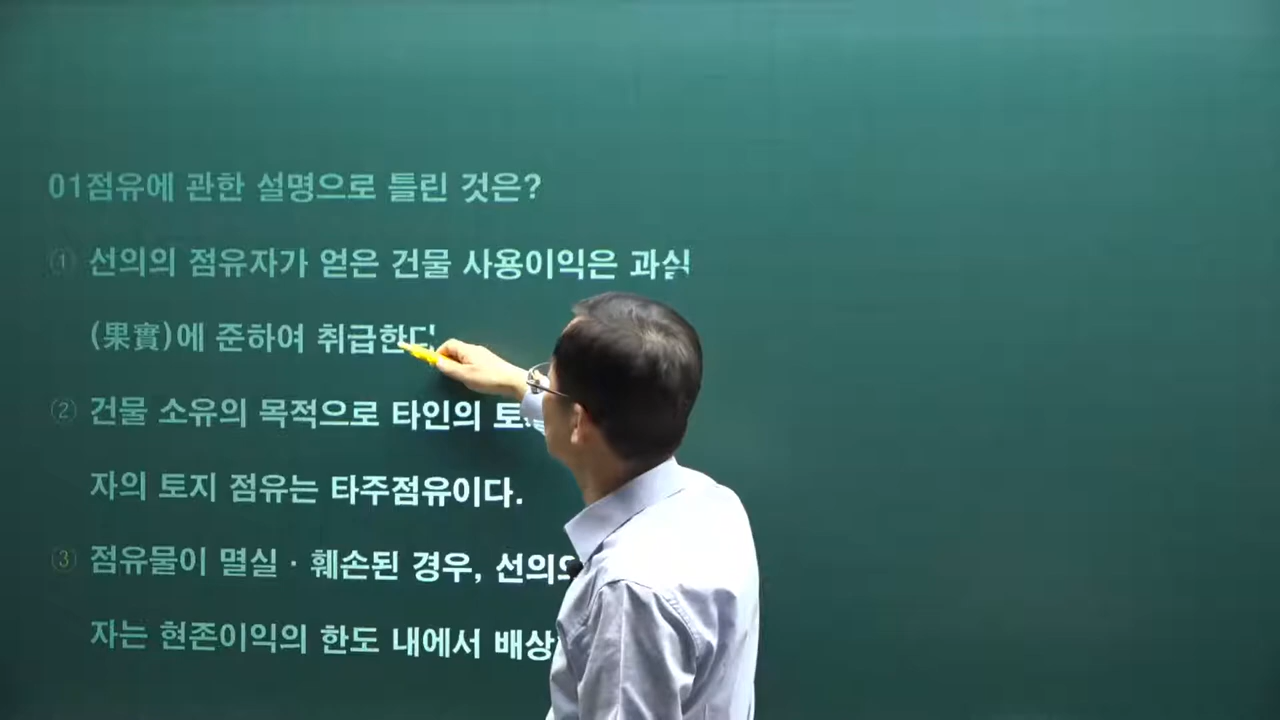 01점유에 관한 설명으로 틀린 것은?
① 선의의 점유자가 얻은 건물 사용이익은 과실
(果實)에 준하여 취급한다
② 건물 소유의 목적으로 타인의
자의 토지 점유는 타주점유이다.
③ 점유물이 멸실·훼손된 경우, 선의의
자는 현존이익의 한도 내에서 배상